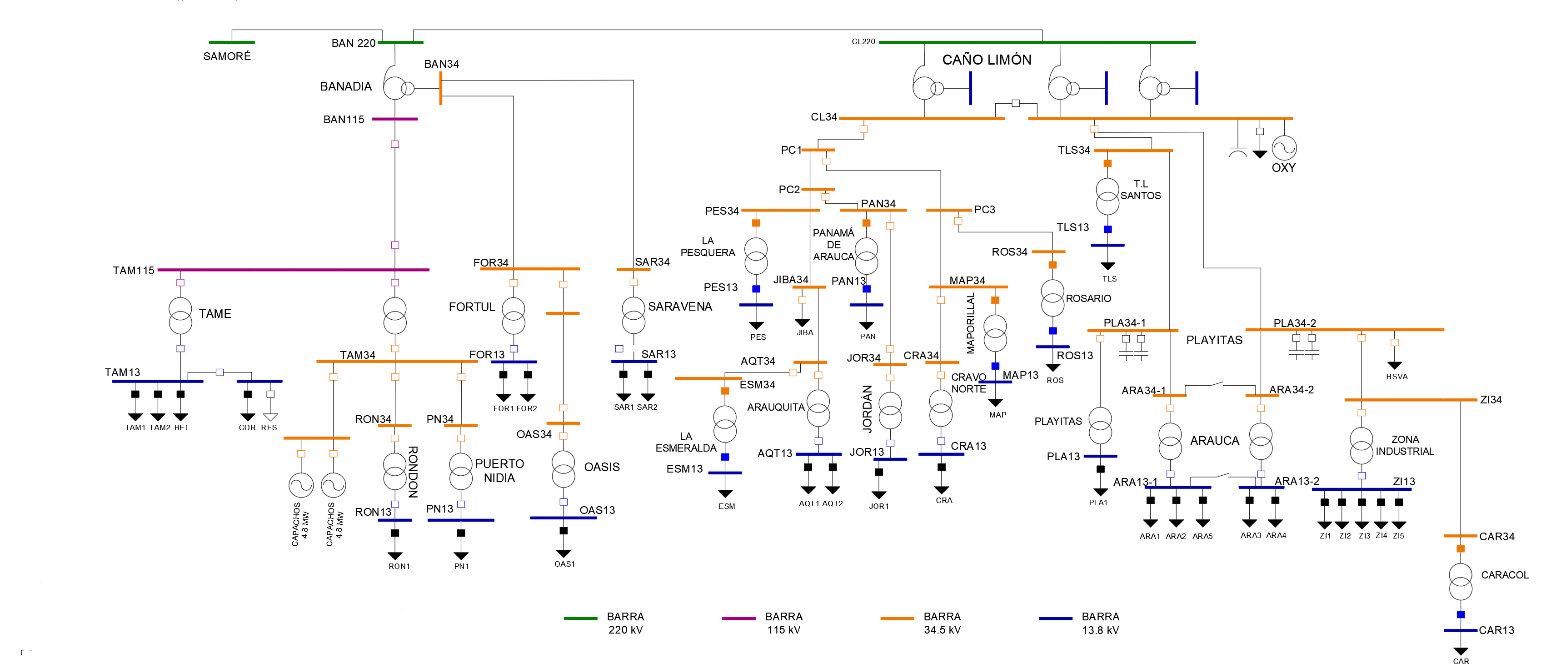 SAMORÉ
BAN 220
CL220
CAÑO LIMÓN
BAN34
BANADIA
BAN115
CL34
OXY
PC1
TLS34
T.L
SANTOS
TLS13
TLS
PC2
PES34
PAN34
PC3
LA
PESQUERA
PANAMÁ
DE
ARAUCA
ROS34
PES13
PES
JIBA34
JIBA
PAN13
PAN
MAP34
MAPORILLAL
MAP13
MAP
ROSARIO
ROS13
ROS
TAM115
FOR34
SAR34
TAME
FORTUL
SARAVENA
PLA34-1
PLAYITAS
PLA34-2
HSVA
TAM34
FOR13
SAR13
TAM13
FOR1
FOR2
SAR1
SAR2
TAM1
TAM2
COR
RES
AQT34
ESM34
JOR34
CRA34
CRAVO
NORTE
ARAUQUITA
JORDÁN
LA
ESMERALDA
ESM13
ESM
AQT13
AQT1
AQT2
JOR13
JOR1
CRA13
CRA
ARA34-1
ARA34-2
ZI34
PLAYITAS
PLA13
PLA1
ARAUCA
ZONA
INDUSTRIAL
ARA13-1
ARA13-2
ZI13
ARA1
ARA2
ARA5
ARA3
ARA4
ZI1
ZI2
ZI3
ZI4
ZI5
RON34
PN34
OAS34
RONDON
PUERTO
NIDIA
OASIS
CAPACHOS
4.8 MW
CAPACHOS
4.8 MW
RON13
PN13
OAS13
RON1
PN1
OAS1
CAR34
CARACOL
CAR13
CAR
BARRA
220 kV
BARRA
115 kV
BARRA
34.5 kV
BARRA
13.8 kV